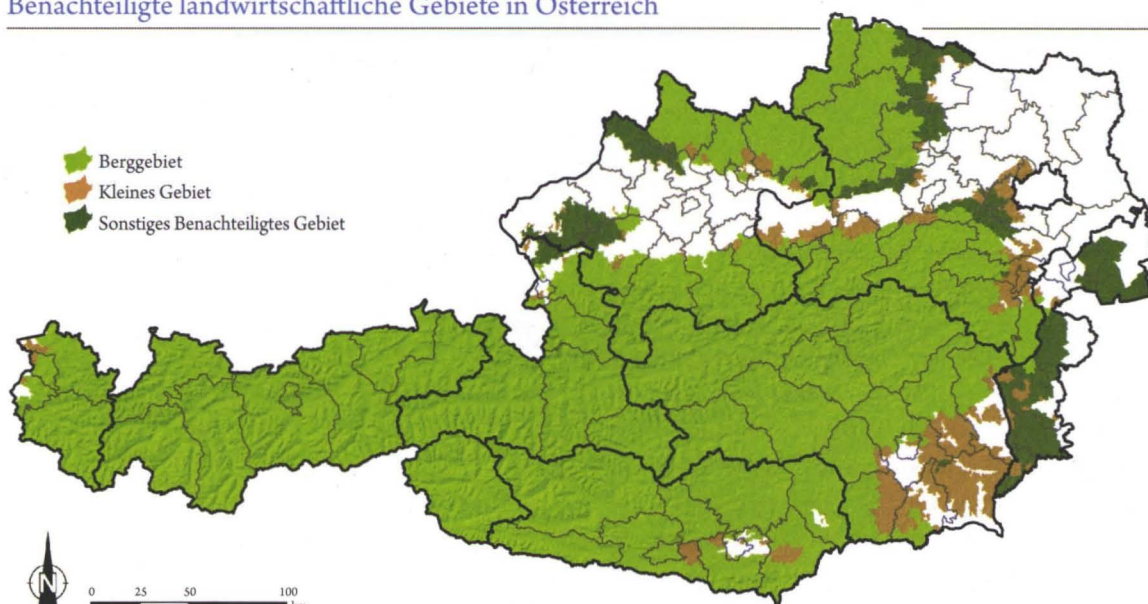 Benachteiligte landwirtschaftliche Gebiete in Österreich
Berggebiet
Kleines Gebiet
Sonstiges Benachteiligtes Gebiet
N
0 25 50 100